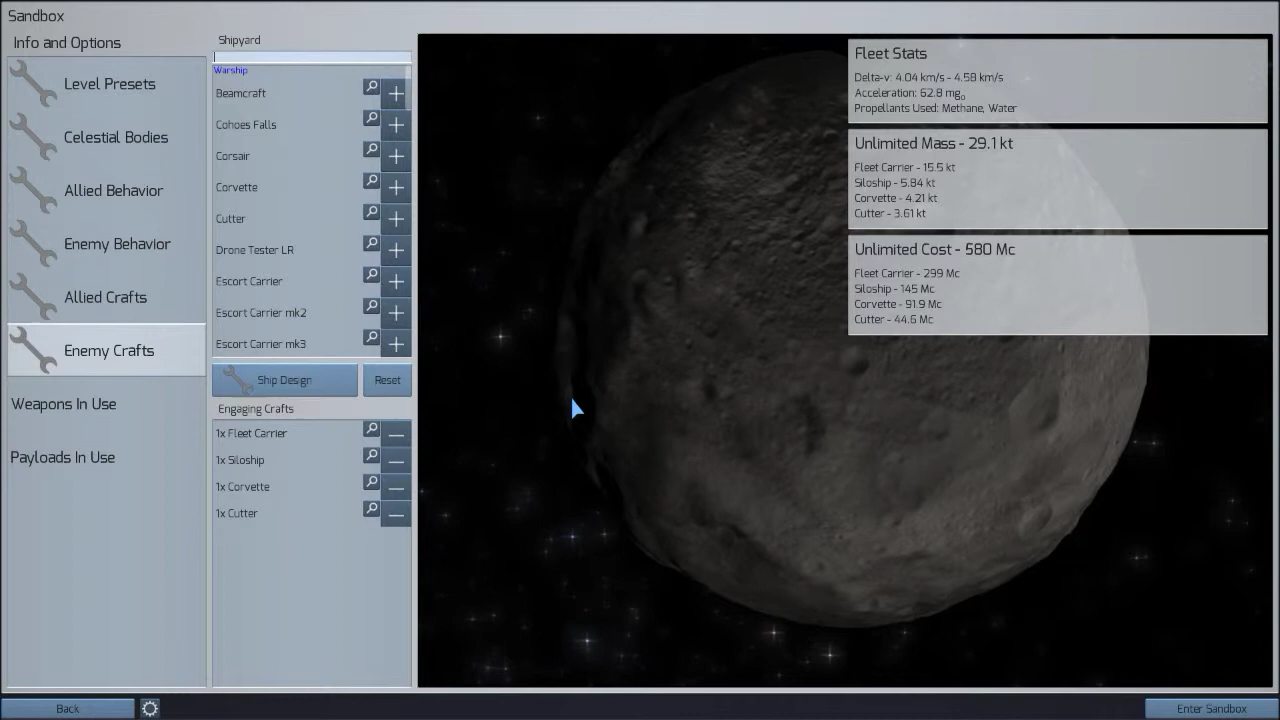 Sandbox
Info and Options
Level Presets
Celestial Bodies
Allied Behavior
Enemy Behavior
Allied Crafts
Enemy Crafts
Weapons In Use
Payloads In Use
Shipyard
Warship
Beamcraft
Cohoes Falls
Corsair
Corvette
Cutter
Drone Tester LR
Escort Carrier
Escort Carrier mk2
Escort Carrier mk3
Ship Design
Reset
Engaging Crafts
1x Fleet Carrier
1x Siloship
1x Corvette
1x Cutter
Fleet Stats
Delta-v: 4.04 km/s - 4.58 km/s
Acceleration: 62.8 mg₀
Propellants Used: Methane, Water
Unlimited Mass - 29.1 kt
Fleet Carrier - 15.5 kt
Siloship - 5.84 kt
Corvette - 4.21 kt
Cutter - 3.61 kt
Unlimited Cost - 580 Mc
Fleet Carrier - 299 Mc
Siloship - 145 Mc
Corvette - 91.9 Mc
Cutter - 44.6 Mc
Back
Enter Sandbox